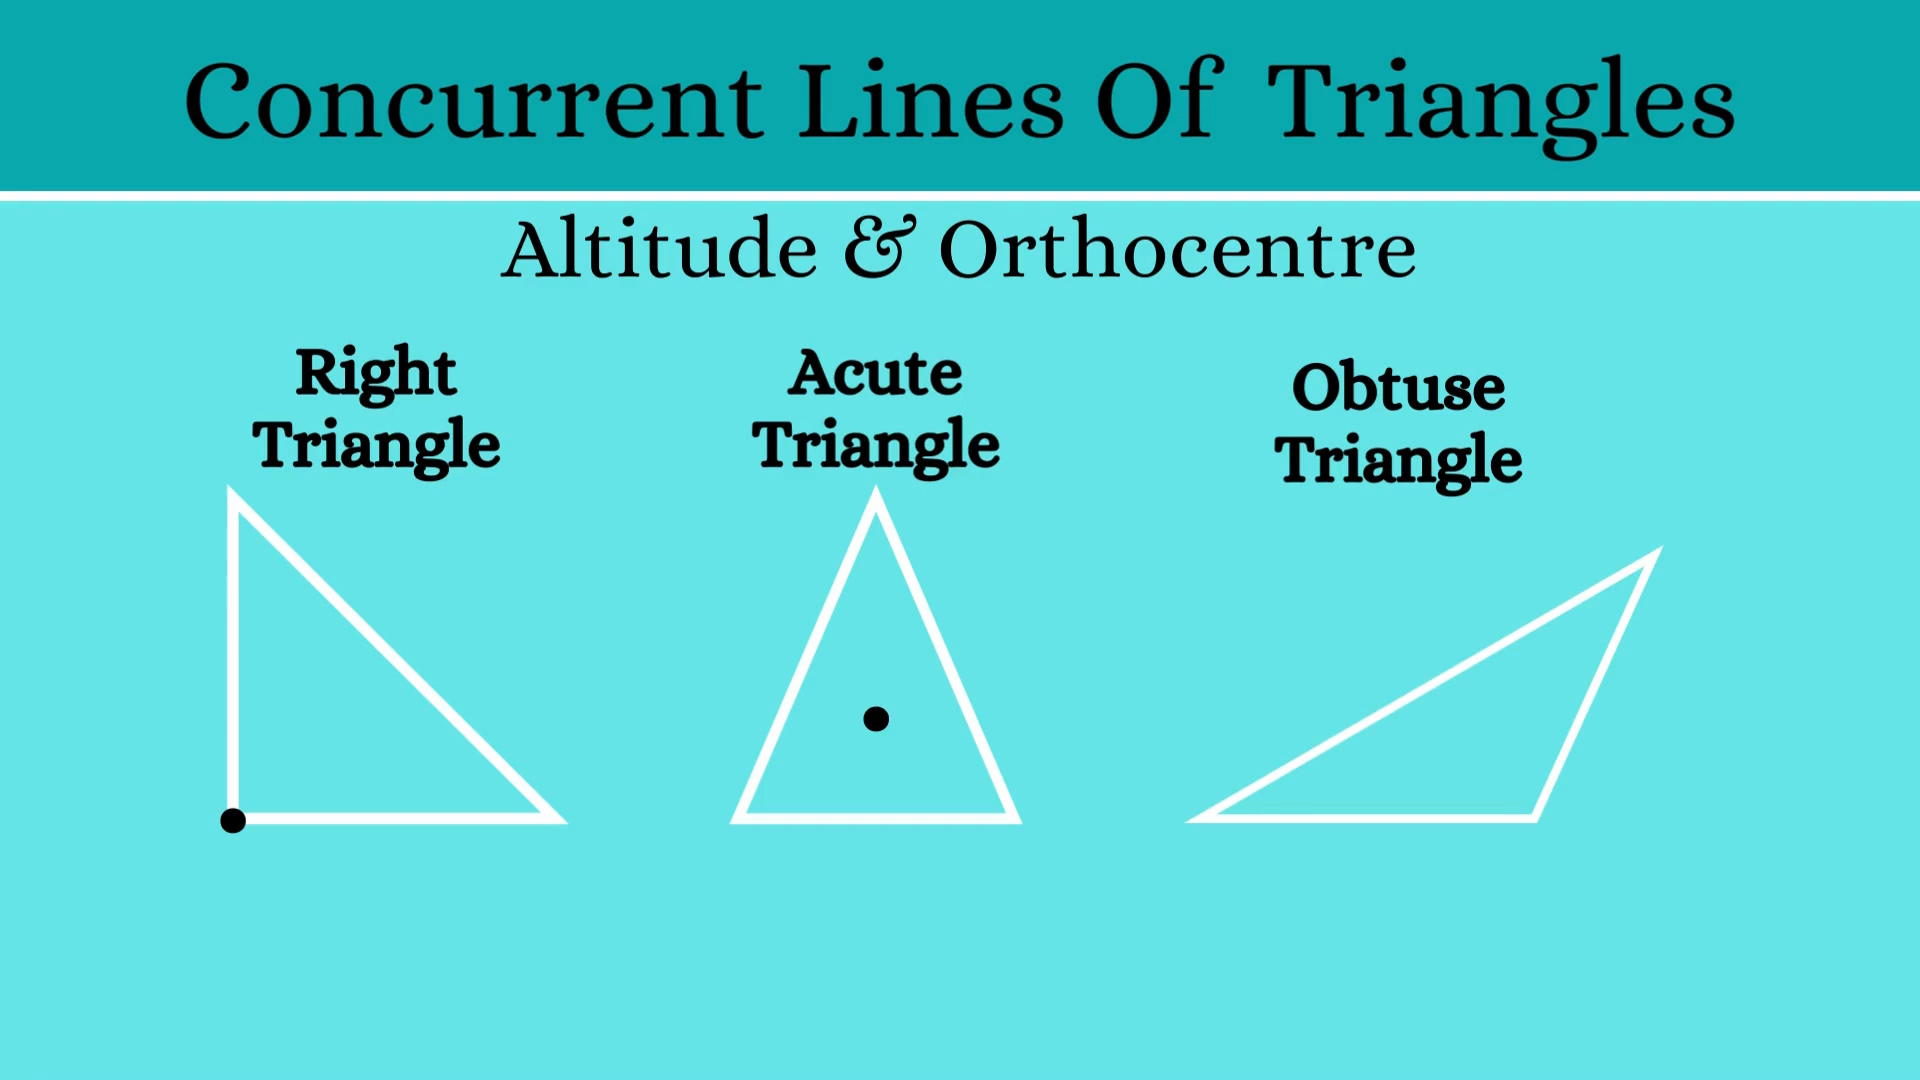 Concurrent Lines Of Triangles
Altitude & Orthocentre
Right
Triangle
Acute
Triangle
Obtuse
Triangle